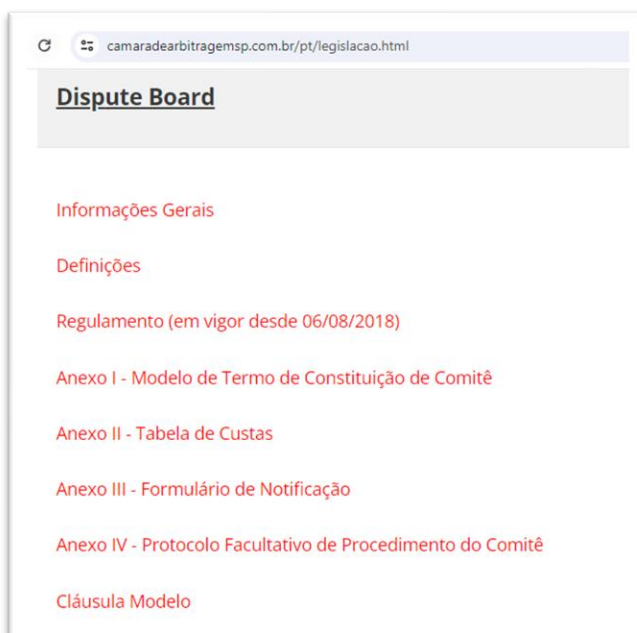 camaradearbitragemsp.com.br/pt/legislacao.html
Dispute Board
Informações Gerais
Definições
Regulamento (em vigor desde 06/08/2018)
Anexo I - Modelo de Termo de Constituição de Comitê
Anexo II - Tabela de Custas
Anexo III - Formulário de Notificação
Anexo IV - Protocolo Facultativo de Procedimento do Comitê
Cláusula Modelo